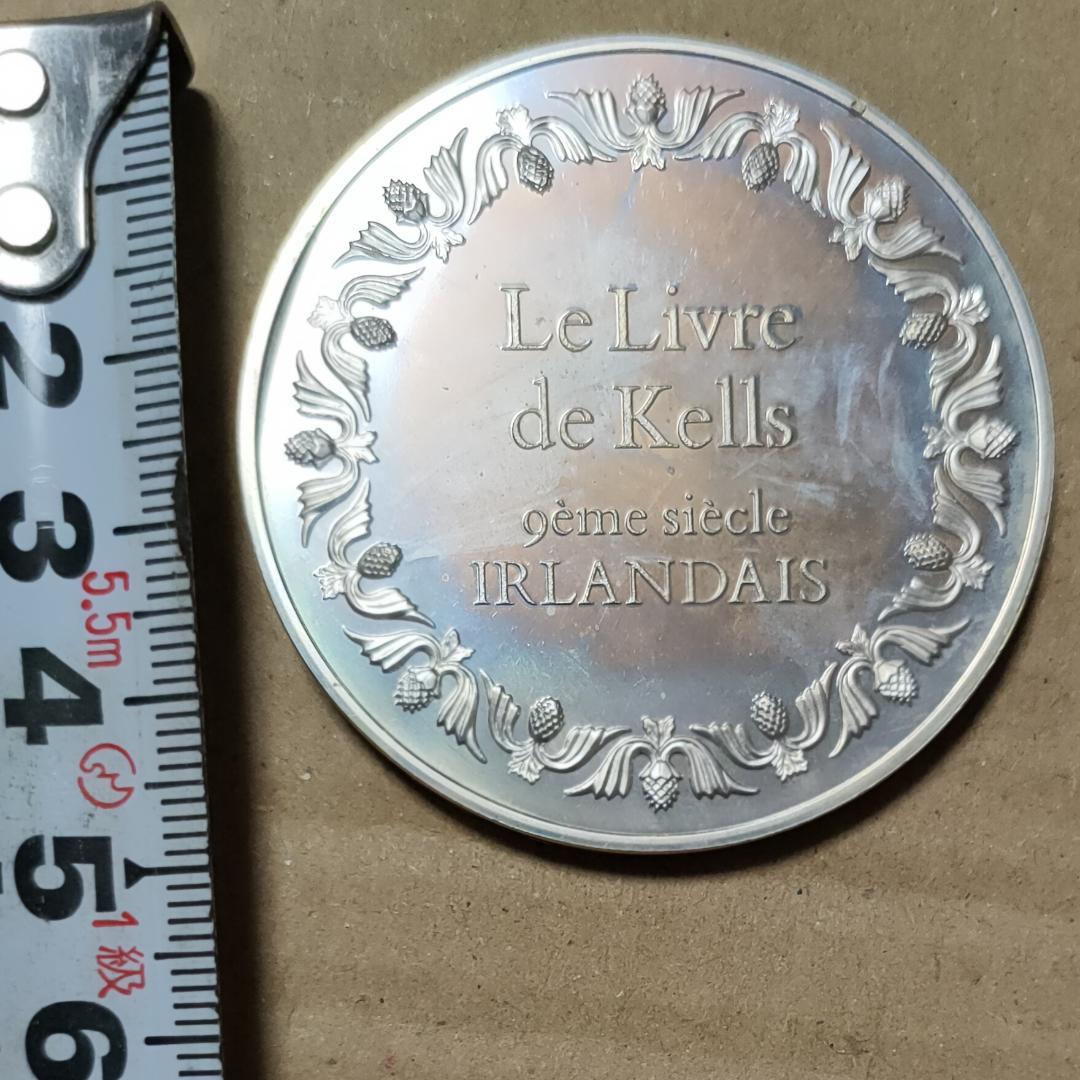 Le Livre
de Kells
9ème siècle
IRLANDAIS
2
3
5.5m
4
5
1級
6